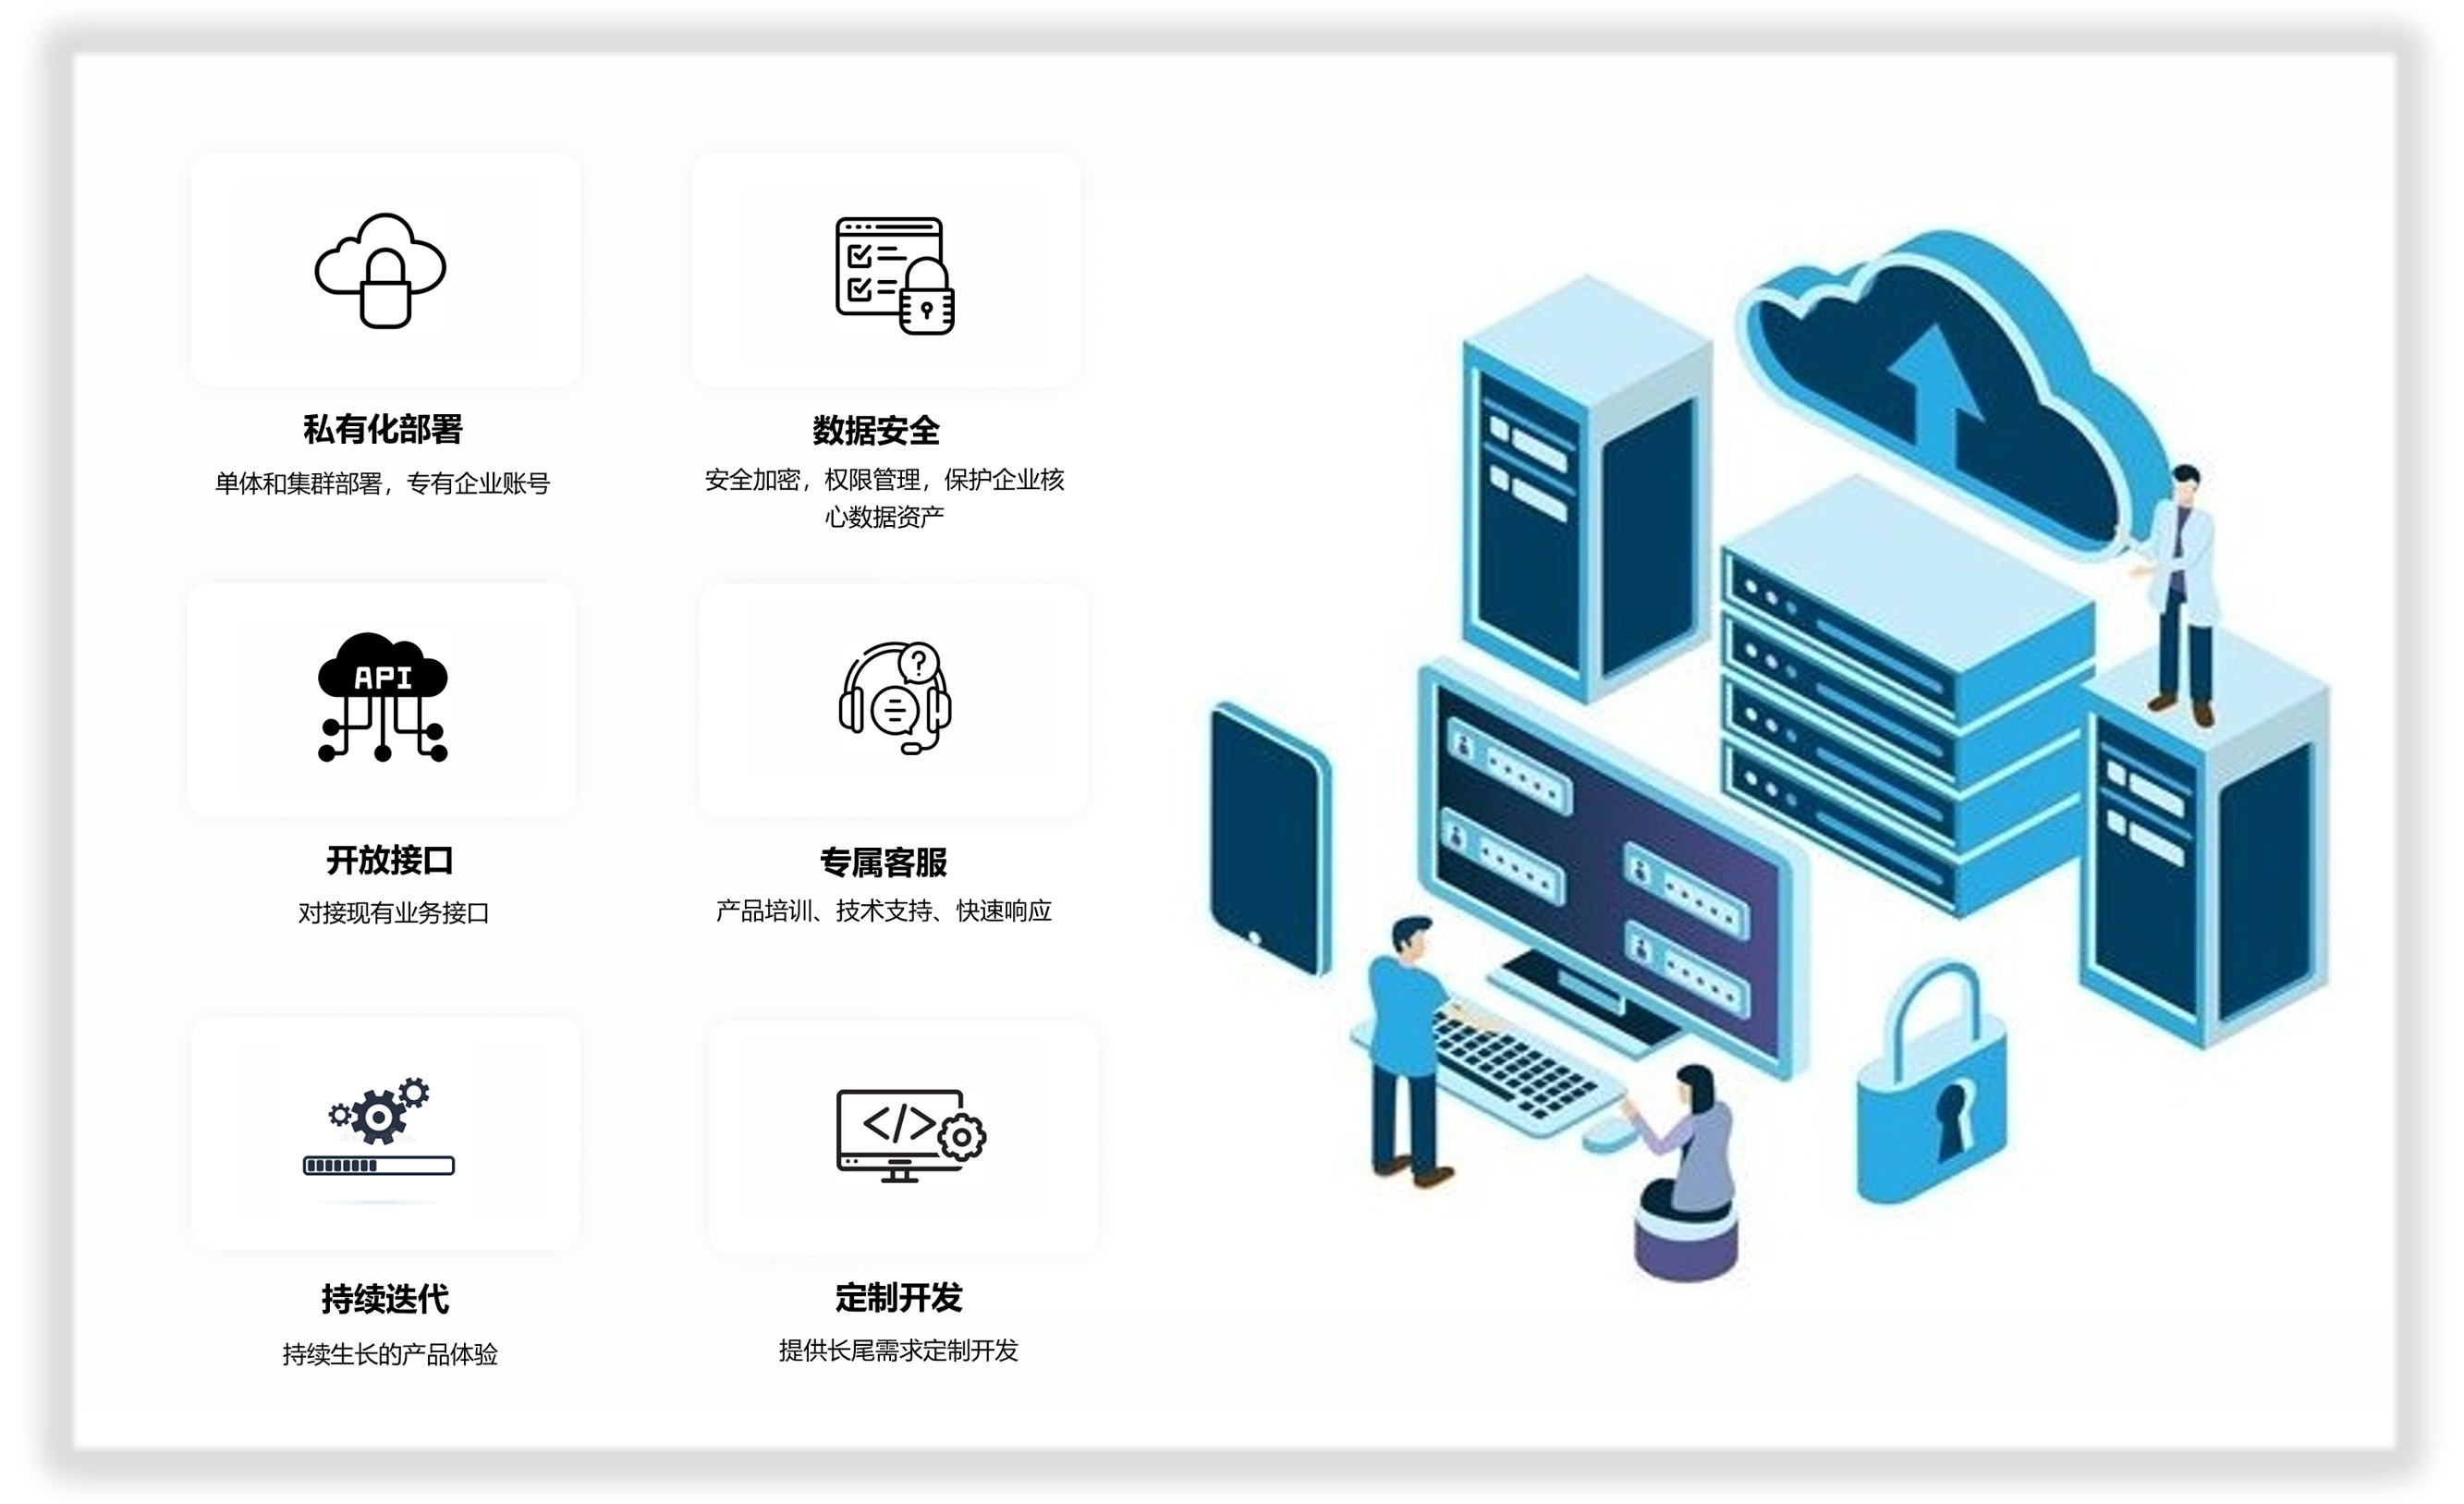 私有化部署
单体和集群部署，专有企业账号
数据安全
安全加密，权限管理，保护企业核
心数据资产
API
开放接口
对接现有业务接口
专属客服
产品培训、技术支持、快速响应
持续迭代
持续生长的产品体验
定制开发
提供长尾需求定制开发